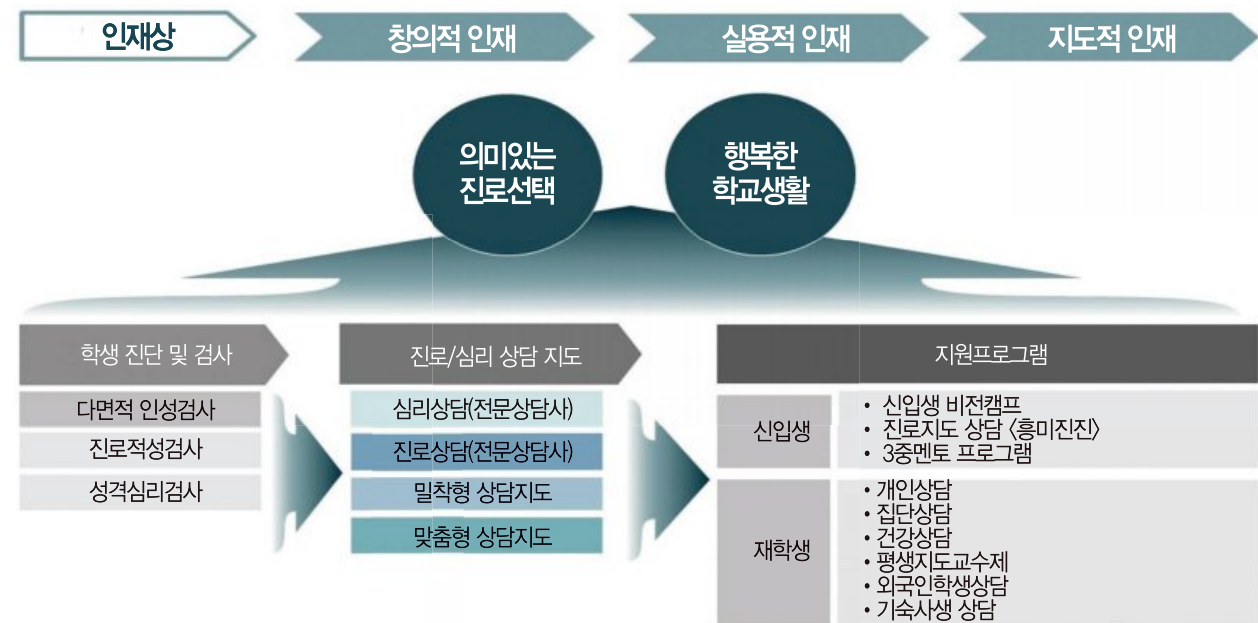 인재상
창의적 인재
실용적 인재
지도적 인재
의미있는
진로선택
행복한
학교생활
학생 진단 및 검사
다면적 인성검사
진로적성검사
성격심리검사
진로/심리 상담 지도
심리상담(전문상담사)
진로상담(전문상담사)
밀착형 상담지도
맞춤형 상담지도
지원프로그램
신입생
• 신입생 비전캠프
• 진로지도 상담 〈흥미진진〉
• 3중멘토 프로그램
재학생
• 개인상담
• 집단상담
• 건강상담
• 평생지도교수제
• 외국인학생상담
• 기숙사생 상담